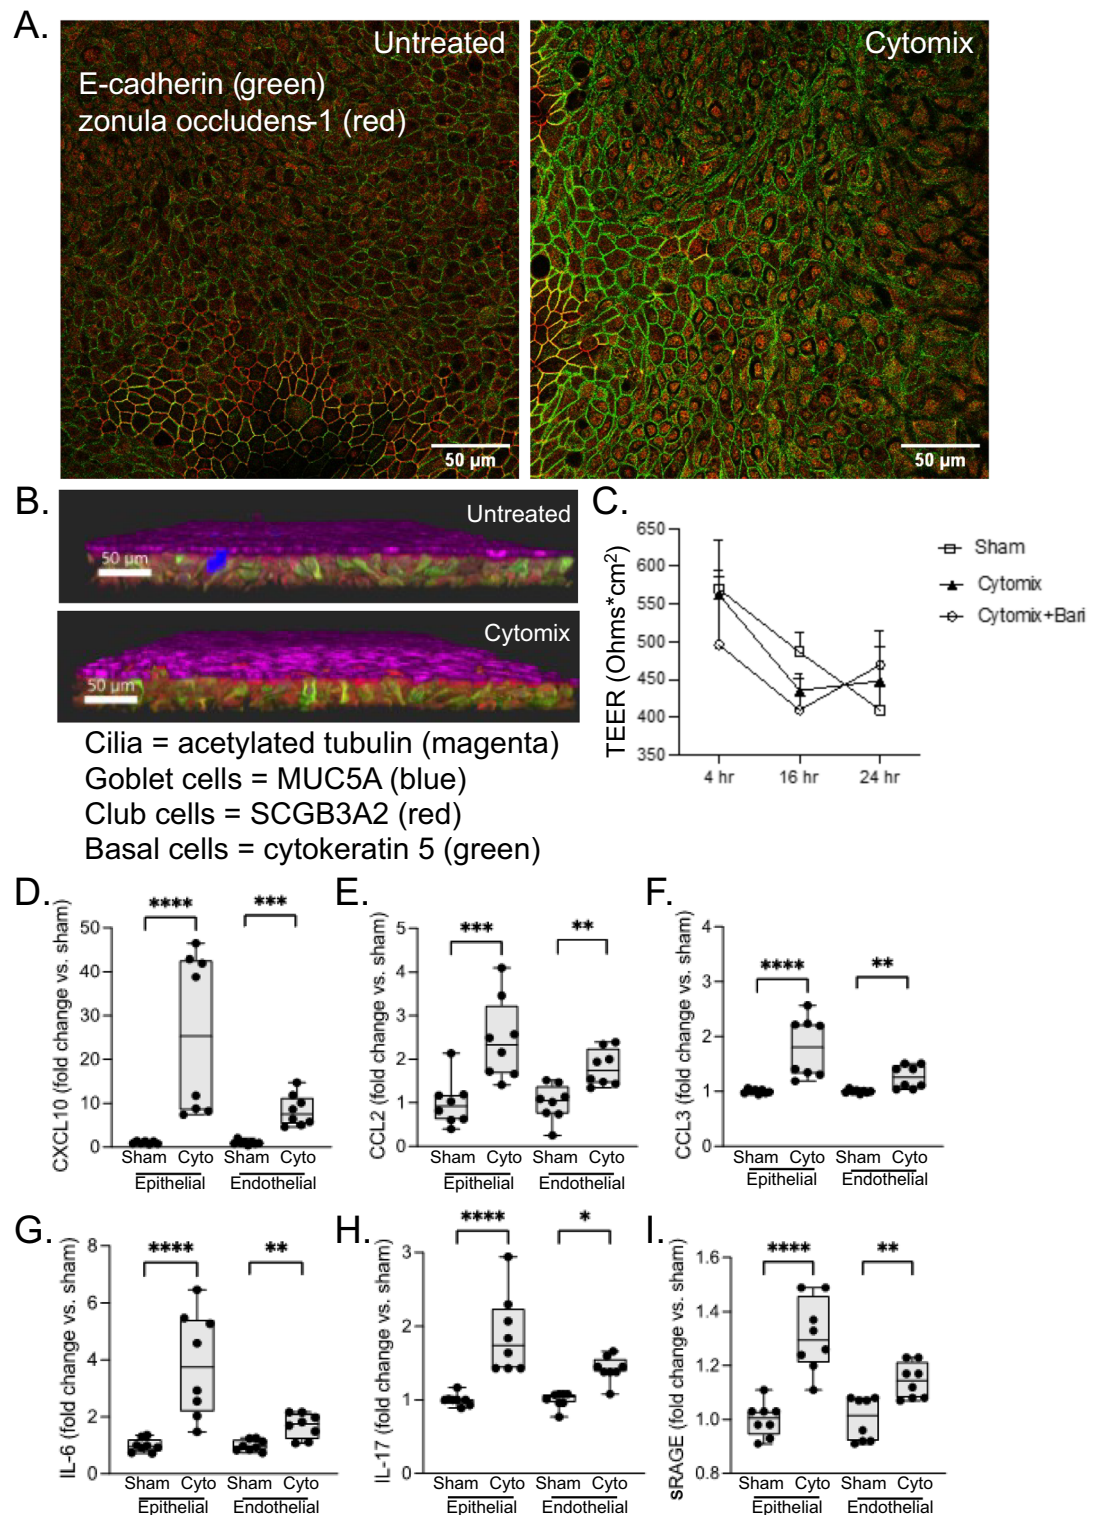 A.
Untreated
E-cadherin (green)
zonula occludens-1 (red)
50 µm
Cytomix
50 µm
B.
Untreated
50 µm
Cytomix
50 µm
Cilia = acetylated tubulin (magenta)
Goblet cells = MUC5A (blue)
Club cells = SCGB3A2 (red)
Basal cells = cytokeratin 5 (green)
C.
TEER (Ohms*cm²)
650
600
550
500
450
400
350
4 hr 16 hr 24 hr
Sham
Cytomix
Cytomix+Bari
D.
CXCL10 (fold change vs. sham)
50
40
30
20
10
0
**** ***
Sham Cyto Sham Cyto
Epithelial Endothelial
E.
CCL2 (fold change vs. sham)
5
4
3
2
1
0
*** **
Sham Cyto Sham Cyto
Epithelial Endothelial
F.
CCL3 (fold change vs. sham)
4
3
2
1
0
**** **
Sham Cyto Sham Cyto
Epithelial Endothelial
G.
IL-6 (fold change vs. sham)
8
6
4
2
0
**** **
Sham Cyto Sham Cyto
Epithelial Endothelial
H.
IL-17 (fold change vs. sham)
3
2
1
0
**** *
Sham Cyto Sham Cyto
Epithelial Endothelial
I.
sRAGE (fold change vs. sham)
1.6
1.4
1.2
1.0
0.8
**** **
Sham Cyto Sham Cyto
Epithelial Endothelial